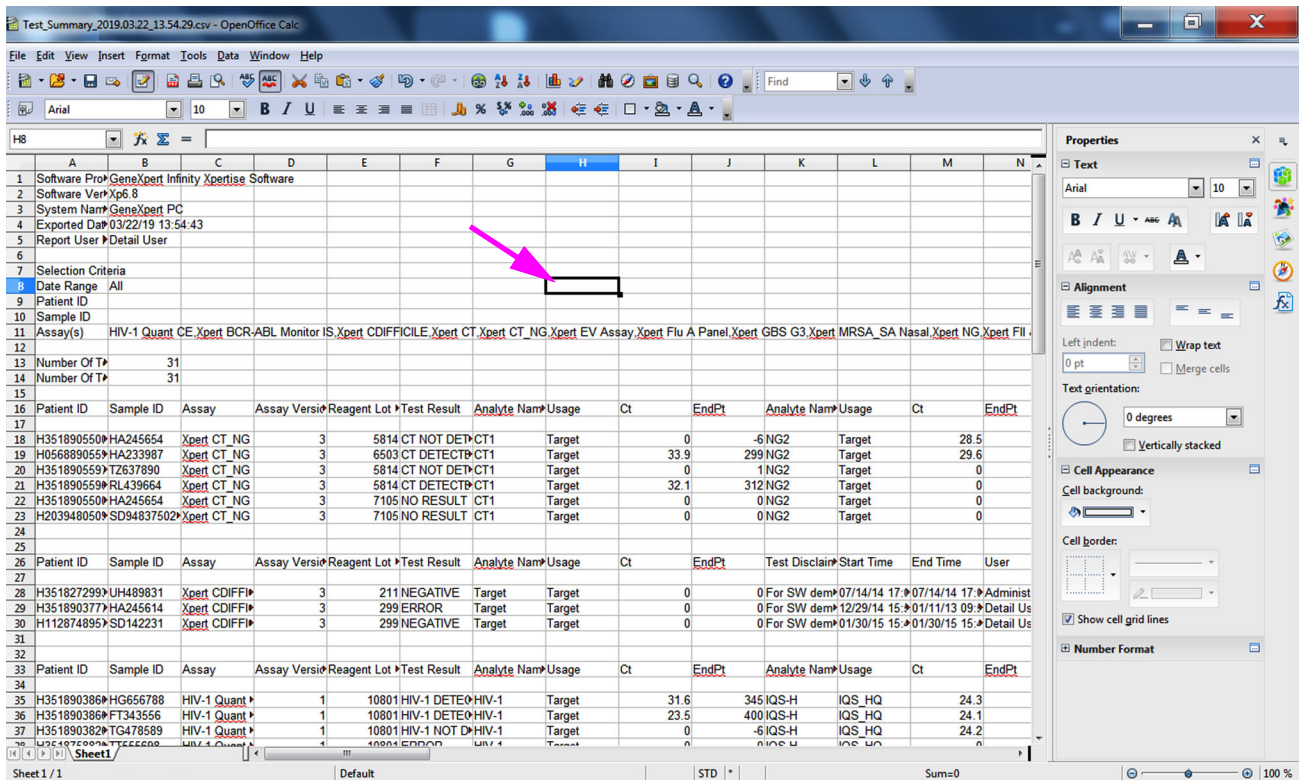 Test_Summary_2019.03.22_13.54.29.csv - OpenOffice Calc
File Edit View Insert Format Tools Data Window Help
Find
Arial 10 B I U
H8
A B C D E F G H I J K L M N
1 Software Pro GeneXpert Infinity Xpertise Software
2 Software Ver Xp6.8
3 System Nam GeneXpert PC
4 Exported Dat 03/22/19 13:54:43
5 Report User Detail User
6
7 Selection Criteria
8 Date Range All
9 Patient ID
10 Sample ID
11 Assay(s) HIV-1 Quant CE,Xpert BCR-ABL Monitor IS,Xpert CDIFFICILE,Xpert CT,Xpert CT_NG,Xpert EV Assay,Xpert Flu A Panel,Xpert GBS G3,Xpert MRSA_SA Nasal,Xpert NG,Xpert FII
12
13 Number Of T 31
14 Number Of T 31
15
16 Patient ID Sample ID Assay Assay Versio Reagent Lot Test Result Analyte Nam Usage Ct EndPt Analyte Nam Usage Ct EndPt
17
18 H351890550 HA245654 Xpert CT_NG 3 5814 CT NOT DET CT1 Target 0 -6 NG2 Target 28.5
19 H056889055 HA233987 Xpert CT_NG 3 6503 CT DETECTE CT1 Target 33.9 299 NG2 Target 29.6
20 H351890559 TZ637890 Xpert CT_NG 3 5814 CT NOT DET CT1 Target 0 1 NG2 Target 0
21 H351890559 RL439664 Xpert CT_NG 3 5814 CT DETECTE CT1 Target 32.1 312 NG2 Target 0
22 H351890550 HA245654 Xpert CT_NG 3 7105 NO RESULT CT1 Target 0 0 NG2 Target 0
23 H203948050 SD94837502 Xpert CT_NG 3 7105 NO RESULT CT1 Target 0 0 NG2 Target 0
24
25
26 Patient ID Sample ID Assay Assay Versio Reagent Lot Test Result Analyte Nam Usage Ct EndPt Test Disclaim Start Time End Time User
27
28 H351827299 UH489831 Xpert CDIFFI 3 211 NEGATIVE Target Target 0 0 For SW dem 07/14/14 17: 07/14/14 17: Administ
29 H351890377 HA245614 Xpert CDIFFI 3 299 ERROR Target Target 0 0 For SW dem 12/29/14 15: 01/11/13 09: Detail Us
30 H112874895 SD142231 Xpert CDIFFI 3 299 NEGATIVE Target Target 0 0 For SW dem 01/30/15 15: 01/30/15 15: Detail Us
31
32
33 Patient ID Sample ID Assay Assay Versio Reagent Lot Test Result Analyte Nam Usage Ct EndPt Analyte Nam Usage Ct EndPt
34
35 H351890386 HG656788 HIV-1 Quant 1 10801 HIV-1 DETE HIV-1 Target 31.6 345 IQS-H IQS_HQ 24.3
36 H351890386 FT343556 HIV-1 Quant 1 10801 HIV-1 DETE HIV-1 Target 23.5 400 IQS-H IQS_HQ 24.1
37 H351890382 TG478589 HIV-1 Quant 1 10801 HIV-1 NOT D HIV-1 Target 0 -6 IQS-H IQS_HQ 24.2
Sheet1
Sheet 1 / 1 Default STD * Sum=0 100 %
Properties
Text
Arial 10
B I U ABC
Alignment
Left indent: Wrap text
0 pt Merge cells
Text orientation:
0 degrees
Vertically stacked
Cell Appearance
Cell background:
Cell border:
Show cell grid lines
Number Format